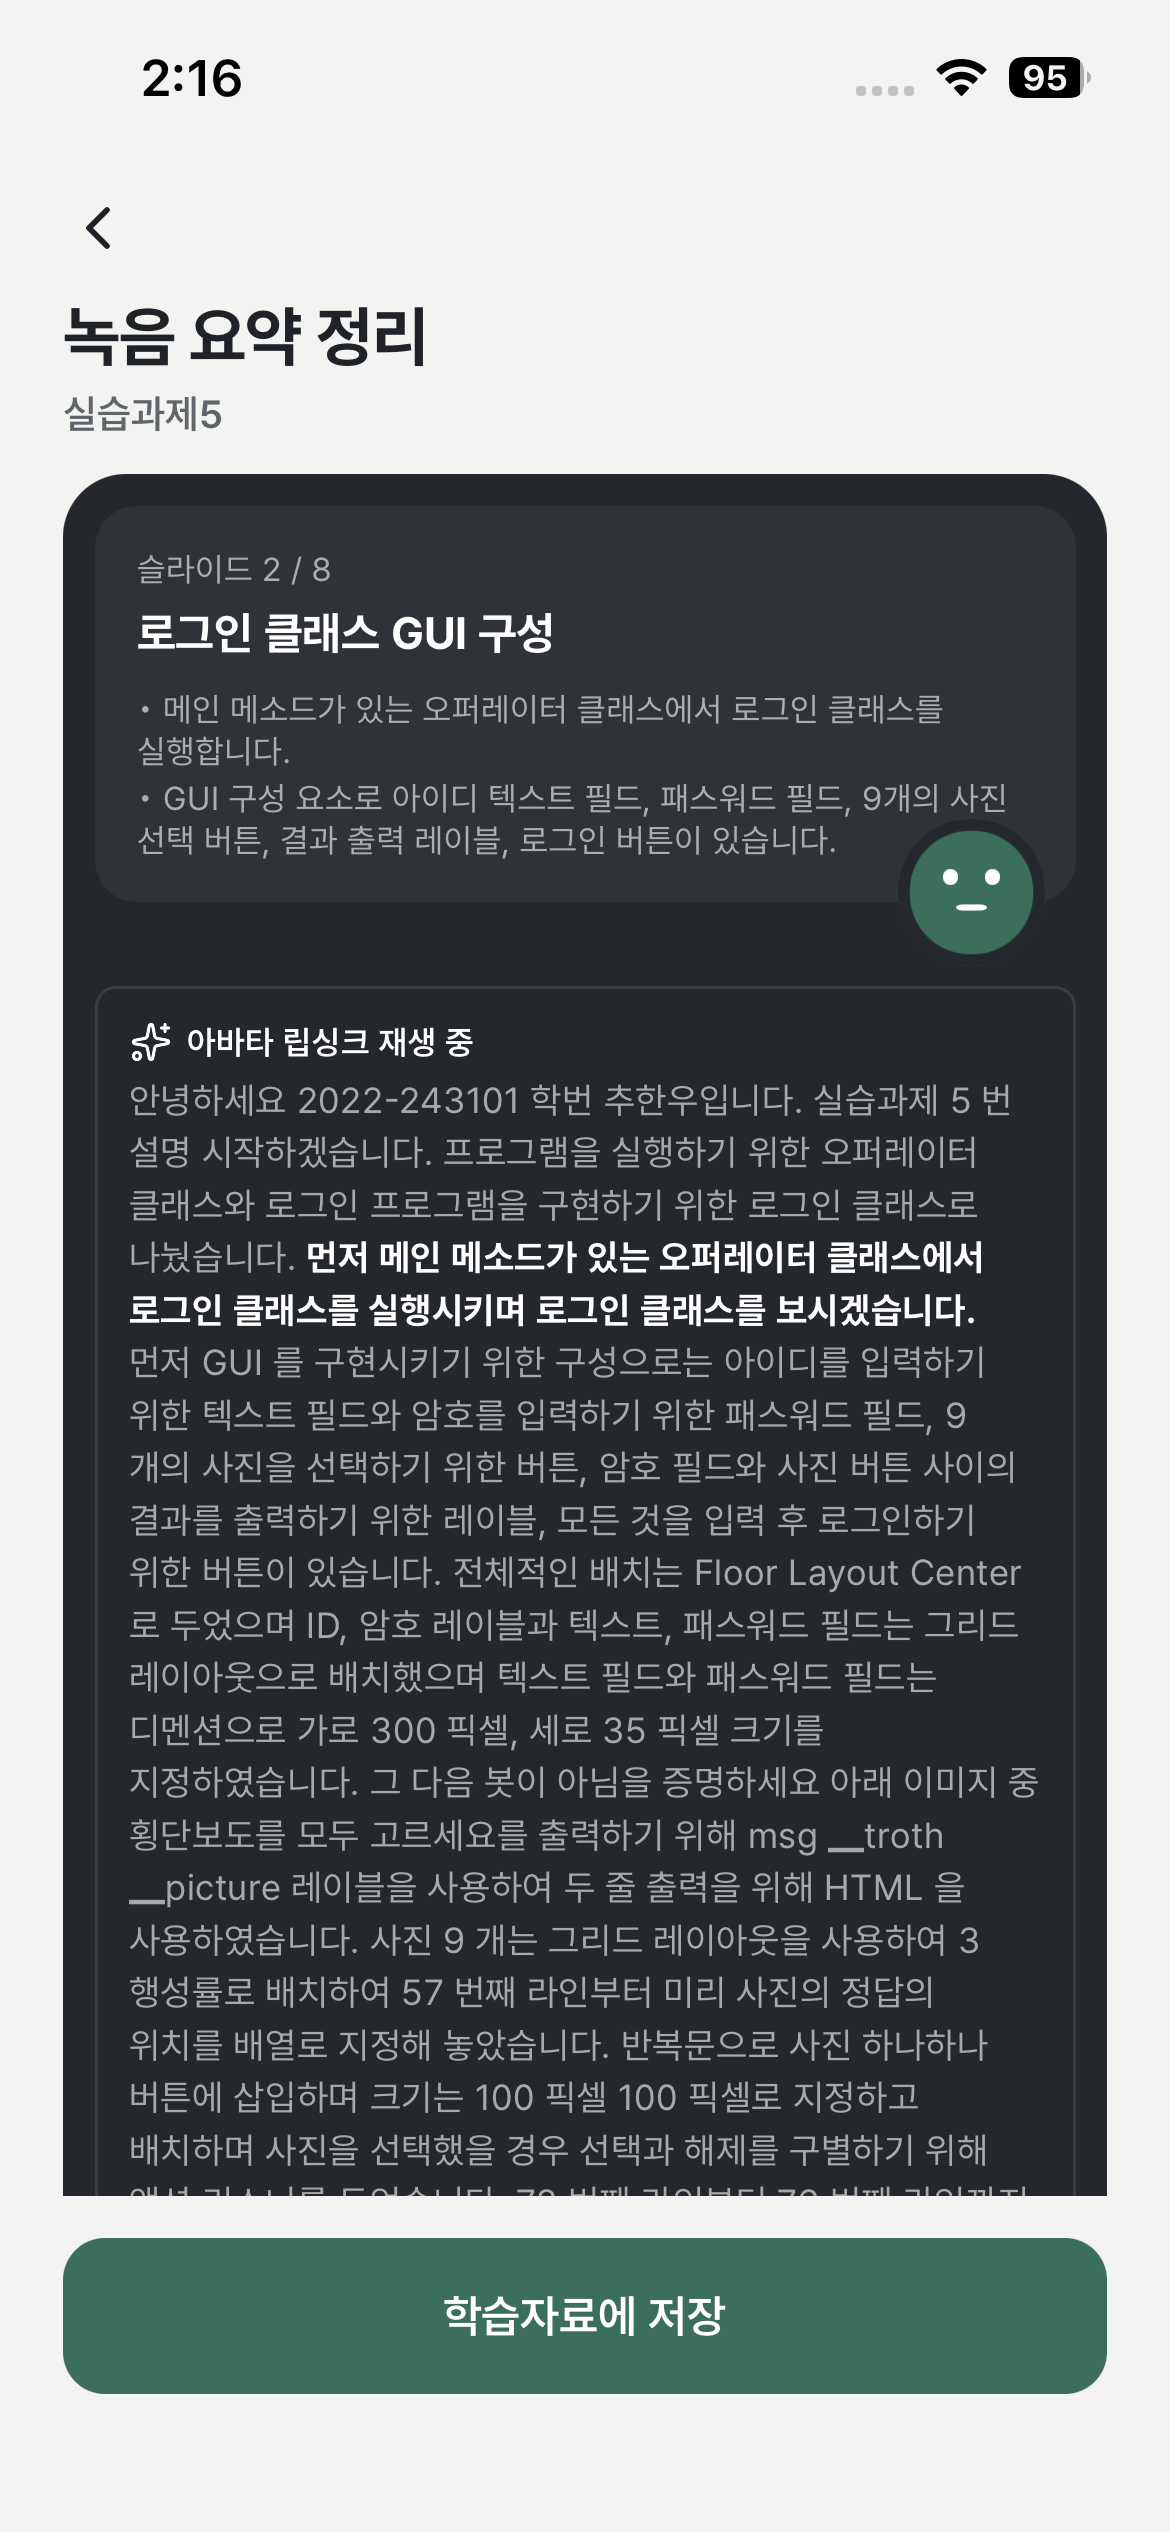 2:16
95
녹음 요약 정리
실습과제5
슬라이드 2 / 8
로그인 클래스 GUI 구성
• 메인 메소드가 있는 오퍼레이터 클래스에서 로그인 클래스를
실행합니다.
• GUI 구성 요소로 아이디 텍스트 필드, 패스워드 필드, 9개의 사진
선택 버튼, 결과 출력 레이블, 로그인 버튼이 있습니다.
아바타 립싱크 재생 중
안녕하세요 2022-243101 학번 추한우입니다. 실습과제 5 번
설명 시작하겠습니다. 프로그램을 실행하기 위한 오퍼레이터
클래스와 로그인 프로그램을 구현하기 위한 로그인 클래스로
나눴습니다. 먼저 메인 메소드가 있는 오퍼레이터 클래스에서
로그인 클래스를 실행시키며 로그인 클래스를 보시겠습니다.
먼저 GUI 를 구현시키기 위한 구성으로는 아이디를 입력하기
위한 텍스트 필드와 암호를 입력하기 위한 패스워드 필드, 9
개의 사진을 선택하기 위한 버튼, 암호 필드와 사진 버튼 사이의
결과를 출력하기 위한 레이블, 모든 것을 입력 후 로그인하기
위한 버튼이 있습니다. 전체적인 배치는 Floor Layout Center
로 두었으며 ID, 암호 레이블과 텍스트, 패스워드 필드는 그리드
레이아웃으로 배치했으며 텍스트 필드와 패스워드 필드는
디멘션으로 가로 300 픽셀, 세로 35 픽셀 크기를
지정하였습니다. 그 다음 봇이 아님을 증명하세요 아래 이미지 중
횡단보도를 모두 고르세요를 출력하기 위해 msg __troth
__picture 레이블을 사용하여 두 줄 출력을 위해 HTML 을
사용하였습니다. 사진 9 개는 그리드 레이아웃을 사용하여 3
행성률로 배치하여 57 번째 라인부터 미리 사진의 정답의
위치를 배열로 지정해 놓았습니다. 반복문으로 사진 하나하나
버튼에 삽입하며 크기는 100 픽셀 100 픽셀로 지정하고
배치하며 사진을 선택했을 경우 선택과 해제를 구별하기 위해
학습자료에 저장